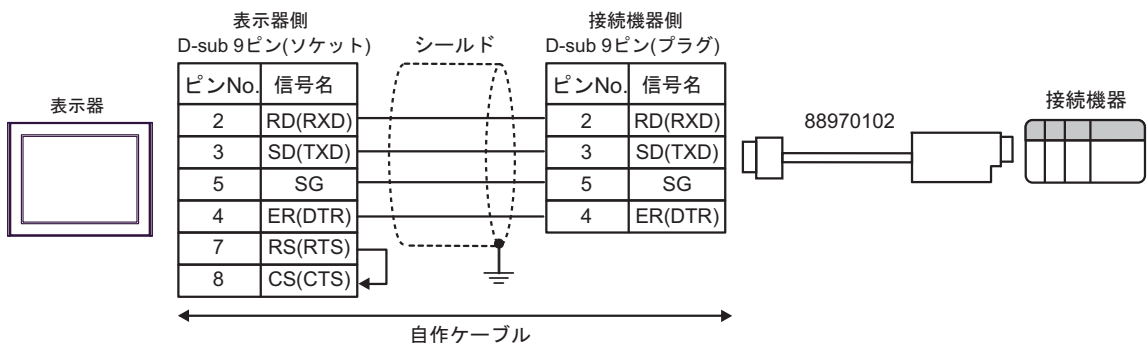 表示器側
D-sub 9ピン(ソケット)
シールド
接続機器側
D-sub 9ピン(プラグ)
表示器
ピンNo. 信号名
2 RD(RXD)
3 SD(TXD)
5 SG
4 ER(DTR)
7 RS(RTS)
8 CS(CTS)
ピンNo. 信号名
2 RD(RXD)
3 SD(TXD)
5 SG
4 ER(DTR)
88970102
接続機器
自作ケーブル